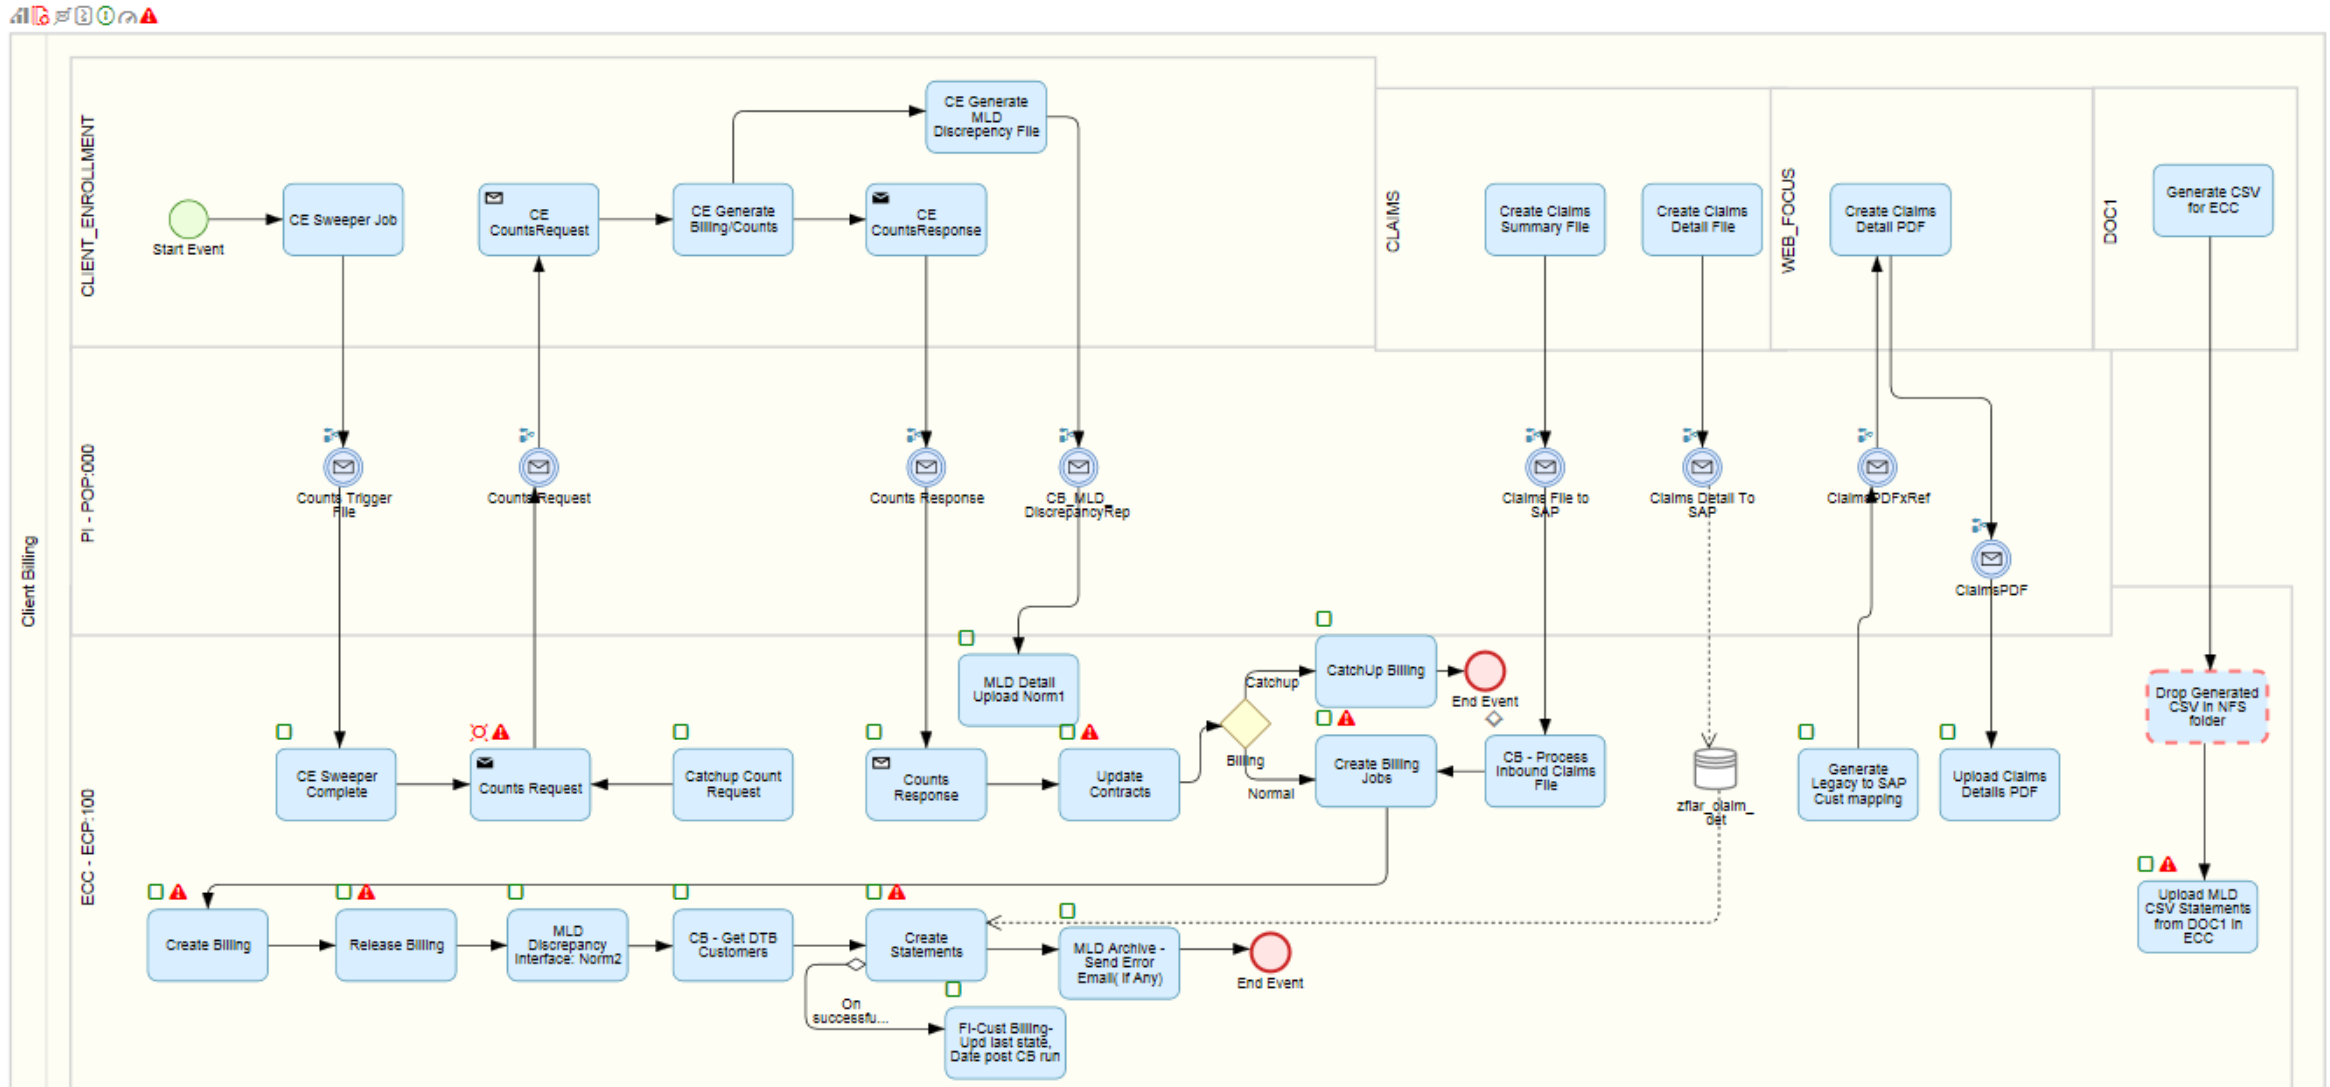 Client Billing
CLIENT_ENROLLMENT
Start Event
CE Sweeper Job
CE
CountsRequest
CE Generate
Billing/Counts
CE Generate
MLD
Discrepency File
CE
CountsResponse
CLAIMS
Create Claims
Summary File
Create Claims
Detail File
WEB_FOCUS
Create Claims
Detail PDF
DOC1
Generate CSV
for ECC
PI - POP:000
Counts Trigger
File
Counts Request
Counts Response
CB_MLD_
DiscrepancyRep
Claims File to
SAP
Claims Detail To
SAP
ClaimsPDFxRef
ClaimsPDF
ECC - ECP:100
CE Sweeper
Complete
Counts Request
Catchup Count
Request
Counts
Response
MLD Detail
Upload Norm1
Update
Contracts
Billing
Catchup
Normal
CatchUp Billing
End Event
Create Billing
Jobs
CB - Process
Inbound Claims
File
zflar_claim_
det
Generate
Legacy to SAP
Cust mapping
Upload Claims
Details PDF
Drop Generated
CSV in NFS
folder
Upload MLD
CSV Statements
from DOC1 in
ECC
Create Billing
Release Billing
MLD
Discrepancy
Interface: Norm2
CB - Get DTB
Customers
Create
Statements
On
successfu...
MLD Archive -
Send Error
Email( If Any)
End Event
FI-Cust Billing-
Upd last state,
Date post CB run